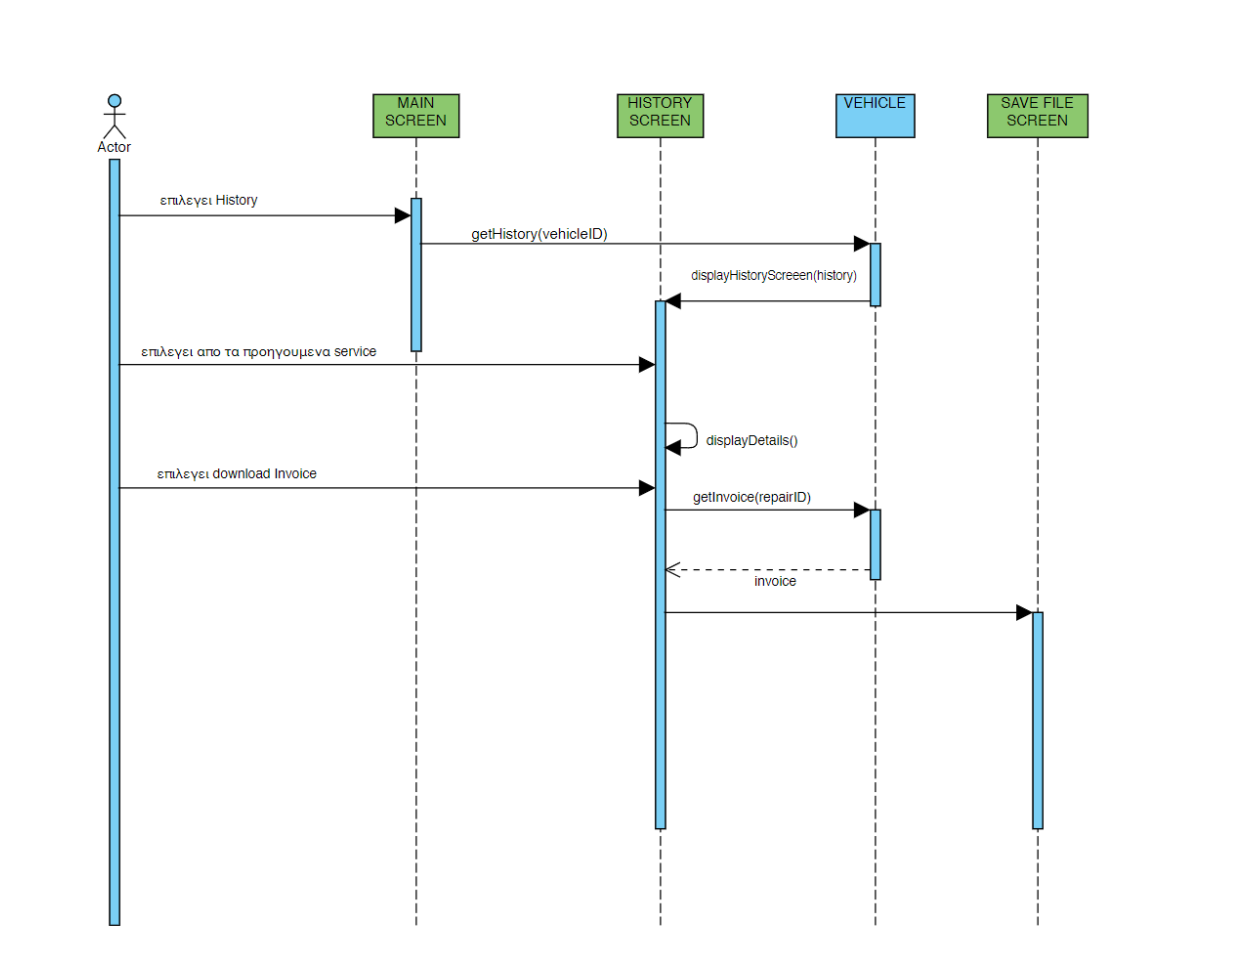 MAIN
SCREEN
HISTORY
SCREEN
VEHICLE
SAVE FILE
SCREEN
Actor
επιλεγει History
getHistory(vehicleID)
displayHistoryScreeen(history)
επιλεγει απο τα προηγουμενα service
displayDetails()
επιλεγει download Invoice
getInvoice(repairID)
invoice